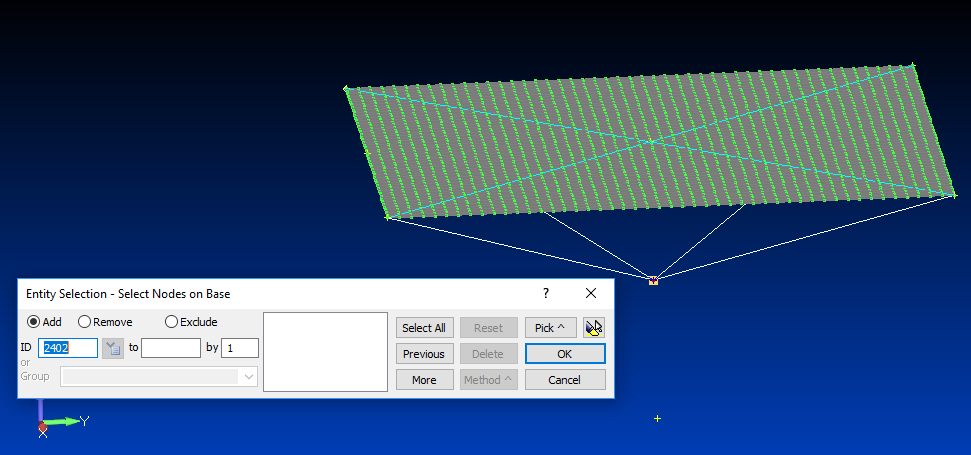 Entity Selection - Select Nodes on Base ?
Add Remove Exclude
ID 2402 to by 1
or
Group
Select All Reset Pick ^
Previous Delete OK
More Method ^ Cancel
Y
X